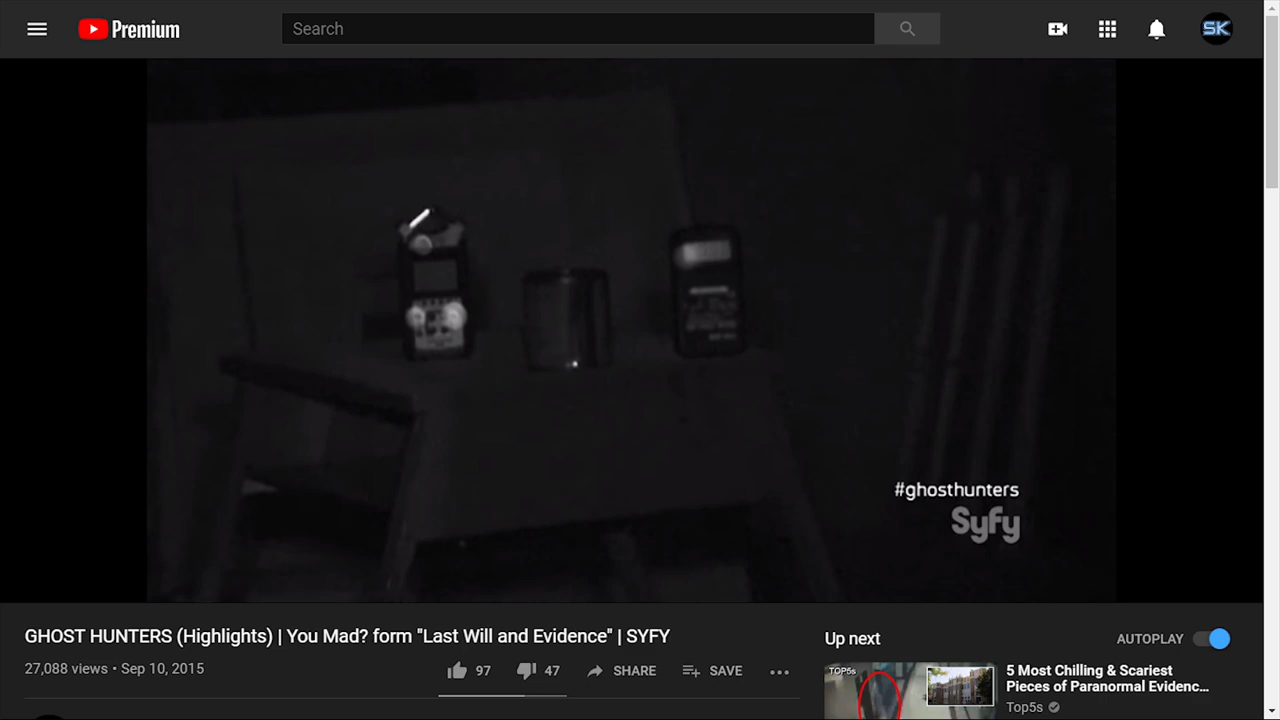 Premium
Search
SK
#ghosthunters
Syfy
GHOST HUNTERS (Highlights) | You Mad? form "Last Will and Evidence" | SYFY
27,088 views • Sep 10, 2015
97
47
SHARE
SAVE
Up next
AUTOPLAY
TOP5s
5 Most Chilling & Scariest
Pieces of Paranormal Evidenc...
Top5s